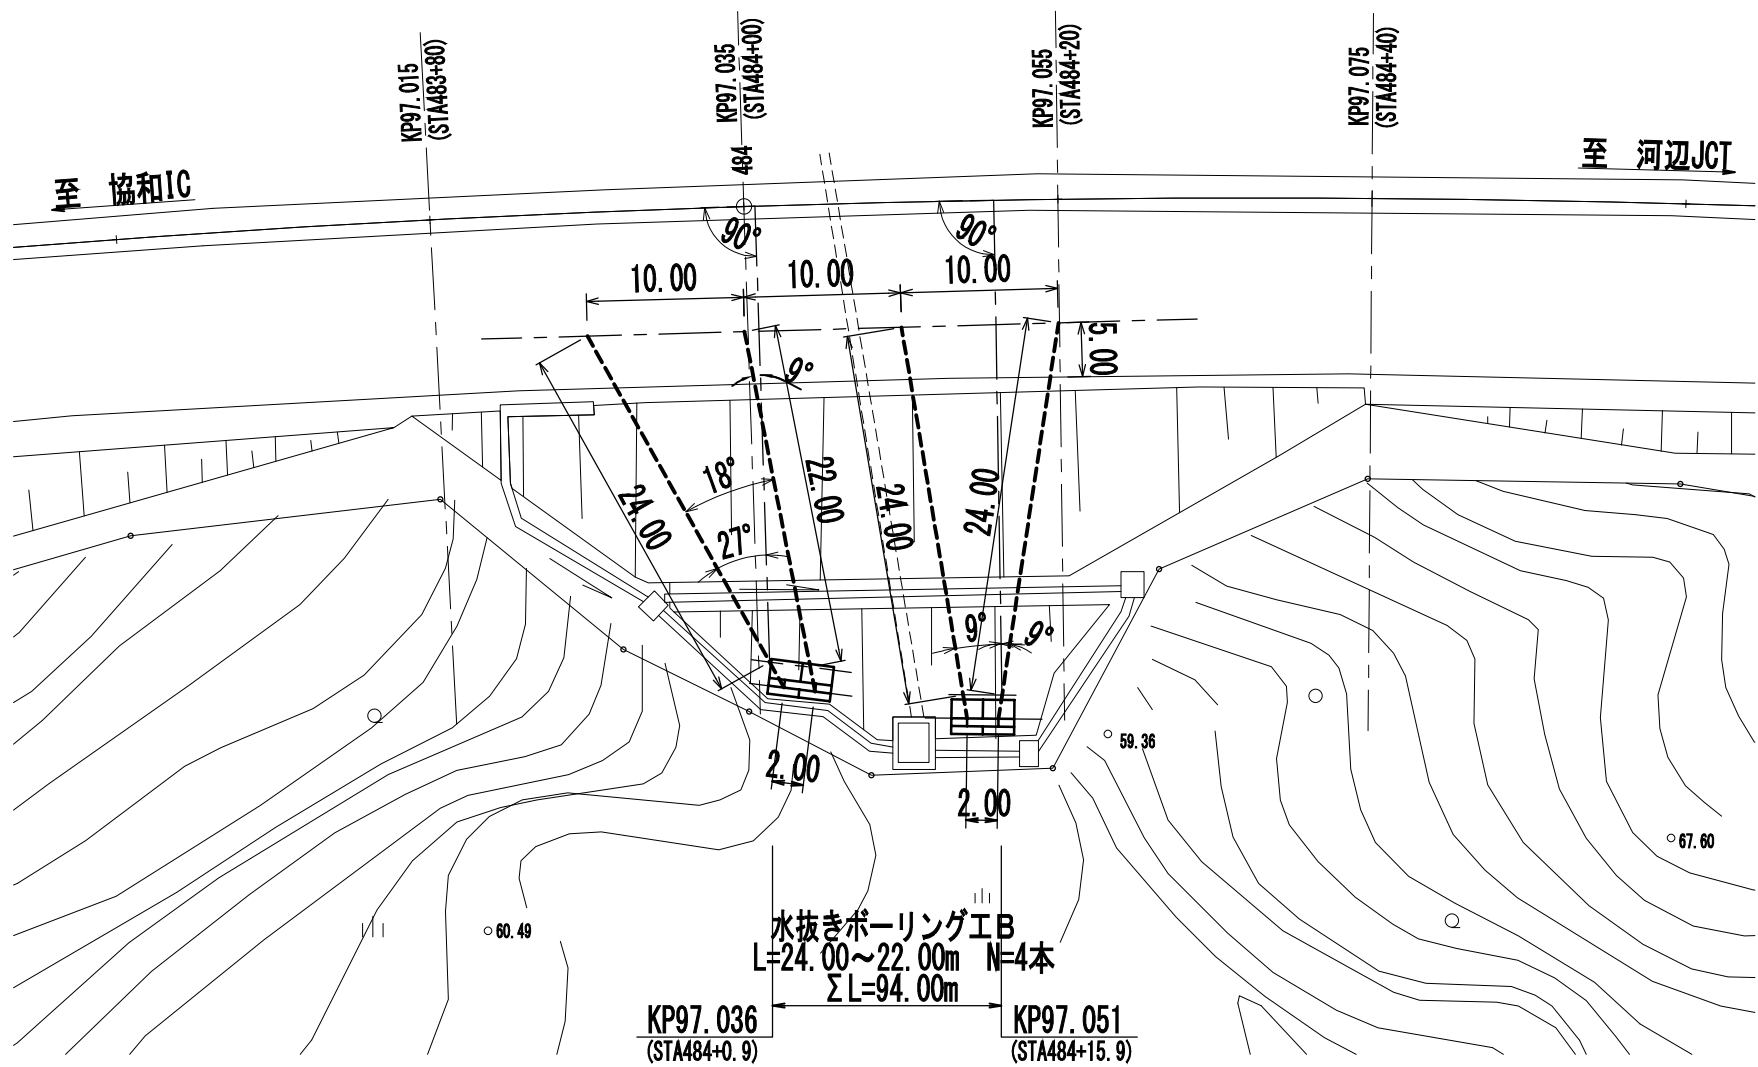 KP97.015
(STA483+80)
KP97.035
(STA484+00)
KP97.055
(STA484+20)
KP97.075
(STA484+40)
484
至 協和IC
至 河辺JCT
90°
90°
10.00
10.00
10.00
5.00
9°
18°
27°
24.00
22.00
24.00
24.00
9°
9°
2.00
2.00
59.36
67.60
60.49
水抜きボーリング工B
L=24.00～22.00m N=4本
ΣL=94.00m
KP97.036
(STA484+0.9)
KP97.051
(STA484+15.9)